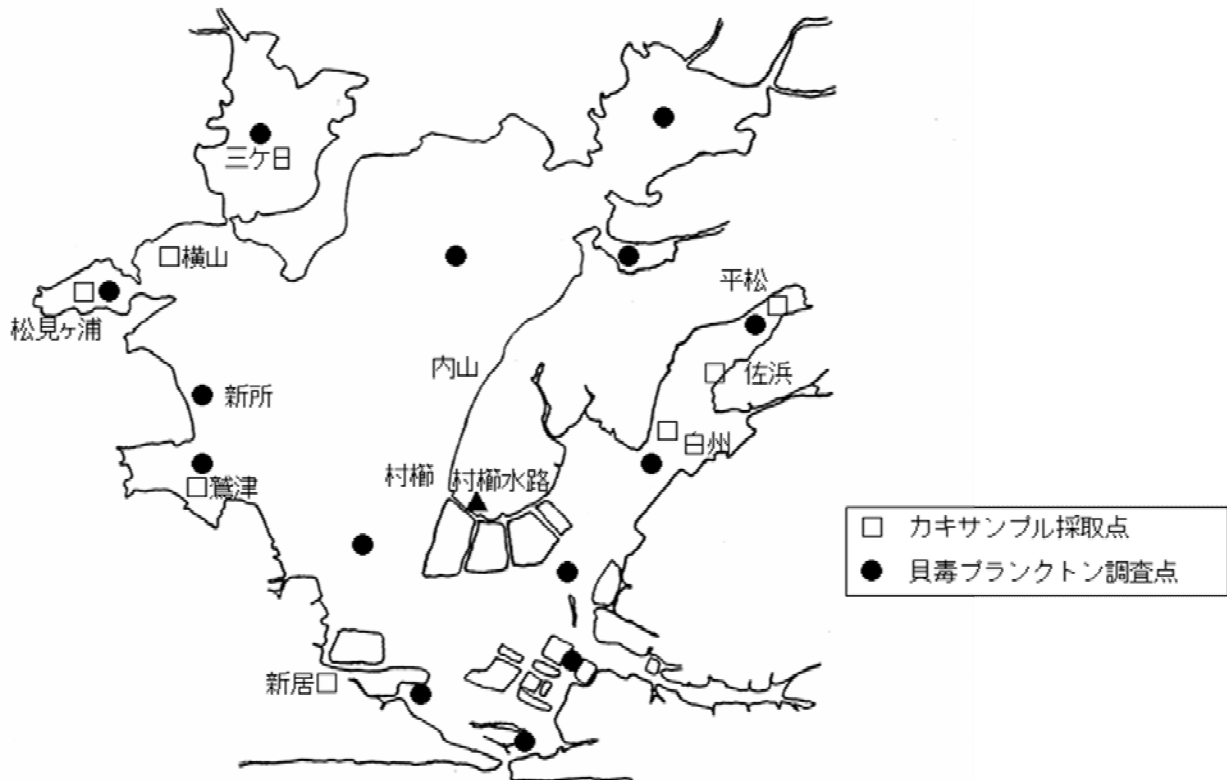 三ケ日
横山
松見ヶ浦
平松
内山
佐浜
新所
白州
村櫛
村櫛水路
鷲津
新居
カキサンプル採取点
貝毒プランクトン調査点